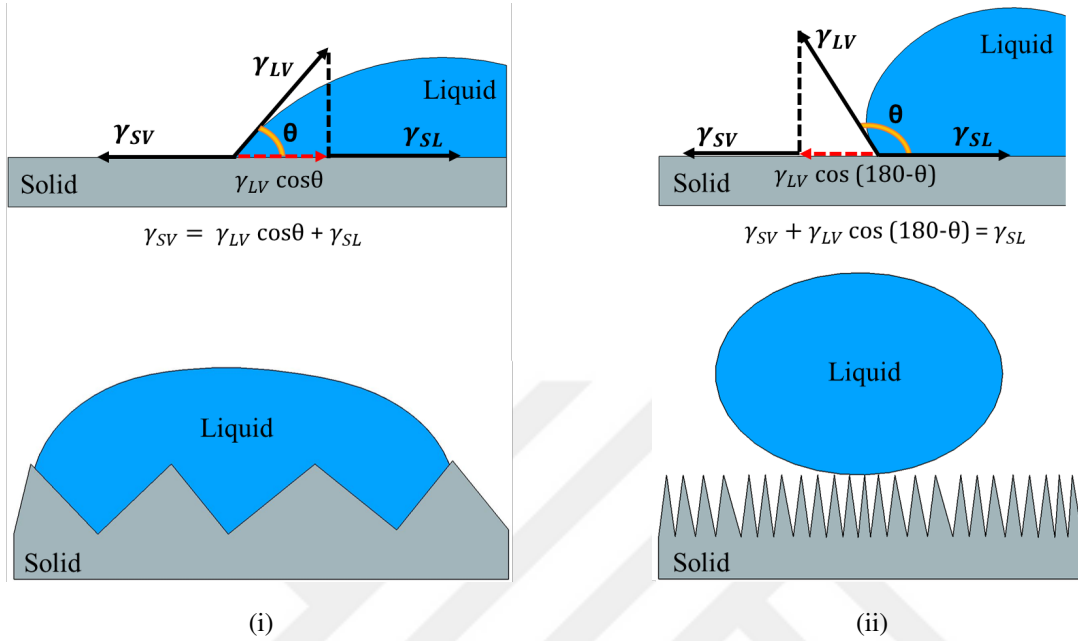 γLV
Liquid
γSV
θ
γSL
Solid
γLV cosθ
γSV = γLV cosθ + γSL
γLV
Liquid
γSV
θ
γSL
Solid
γLV cos (180-θ)
γSV + γLV cos (180-θ) = γSL
Liquid
Solid
Liquid
Solid
(i)
(ii)